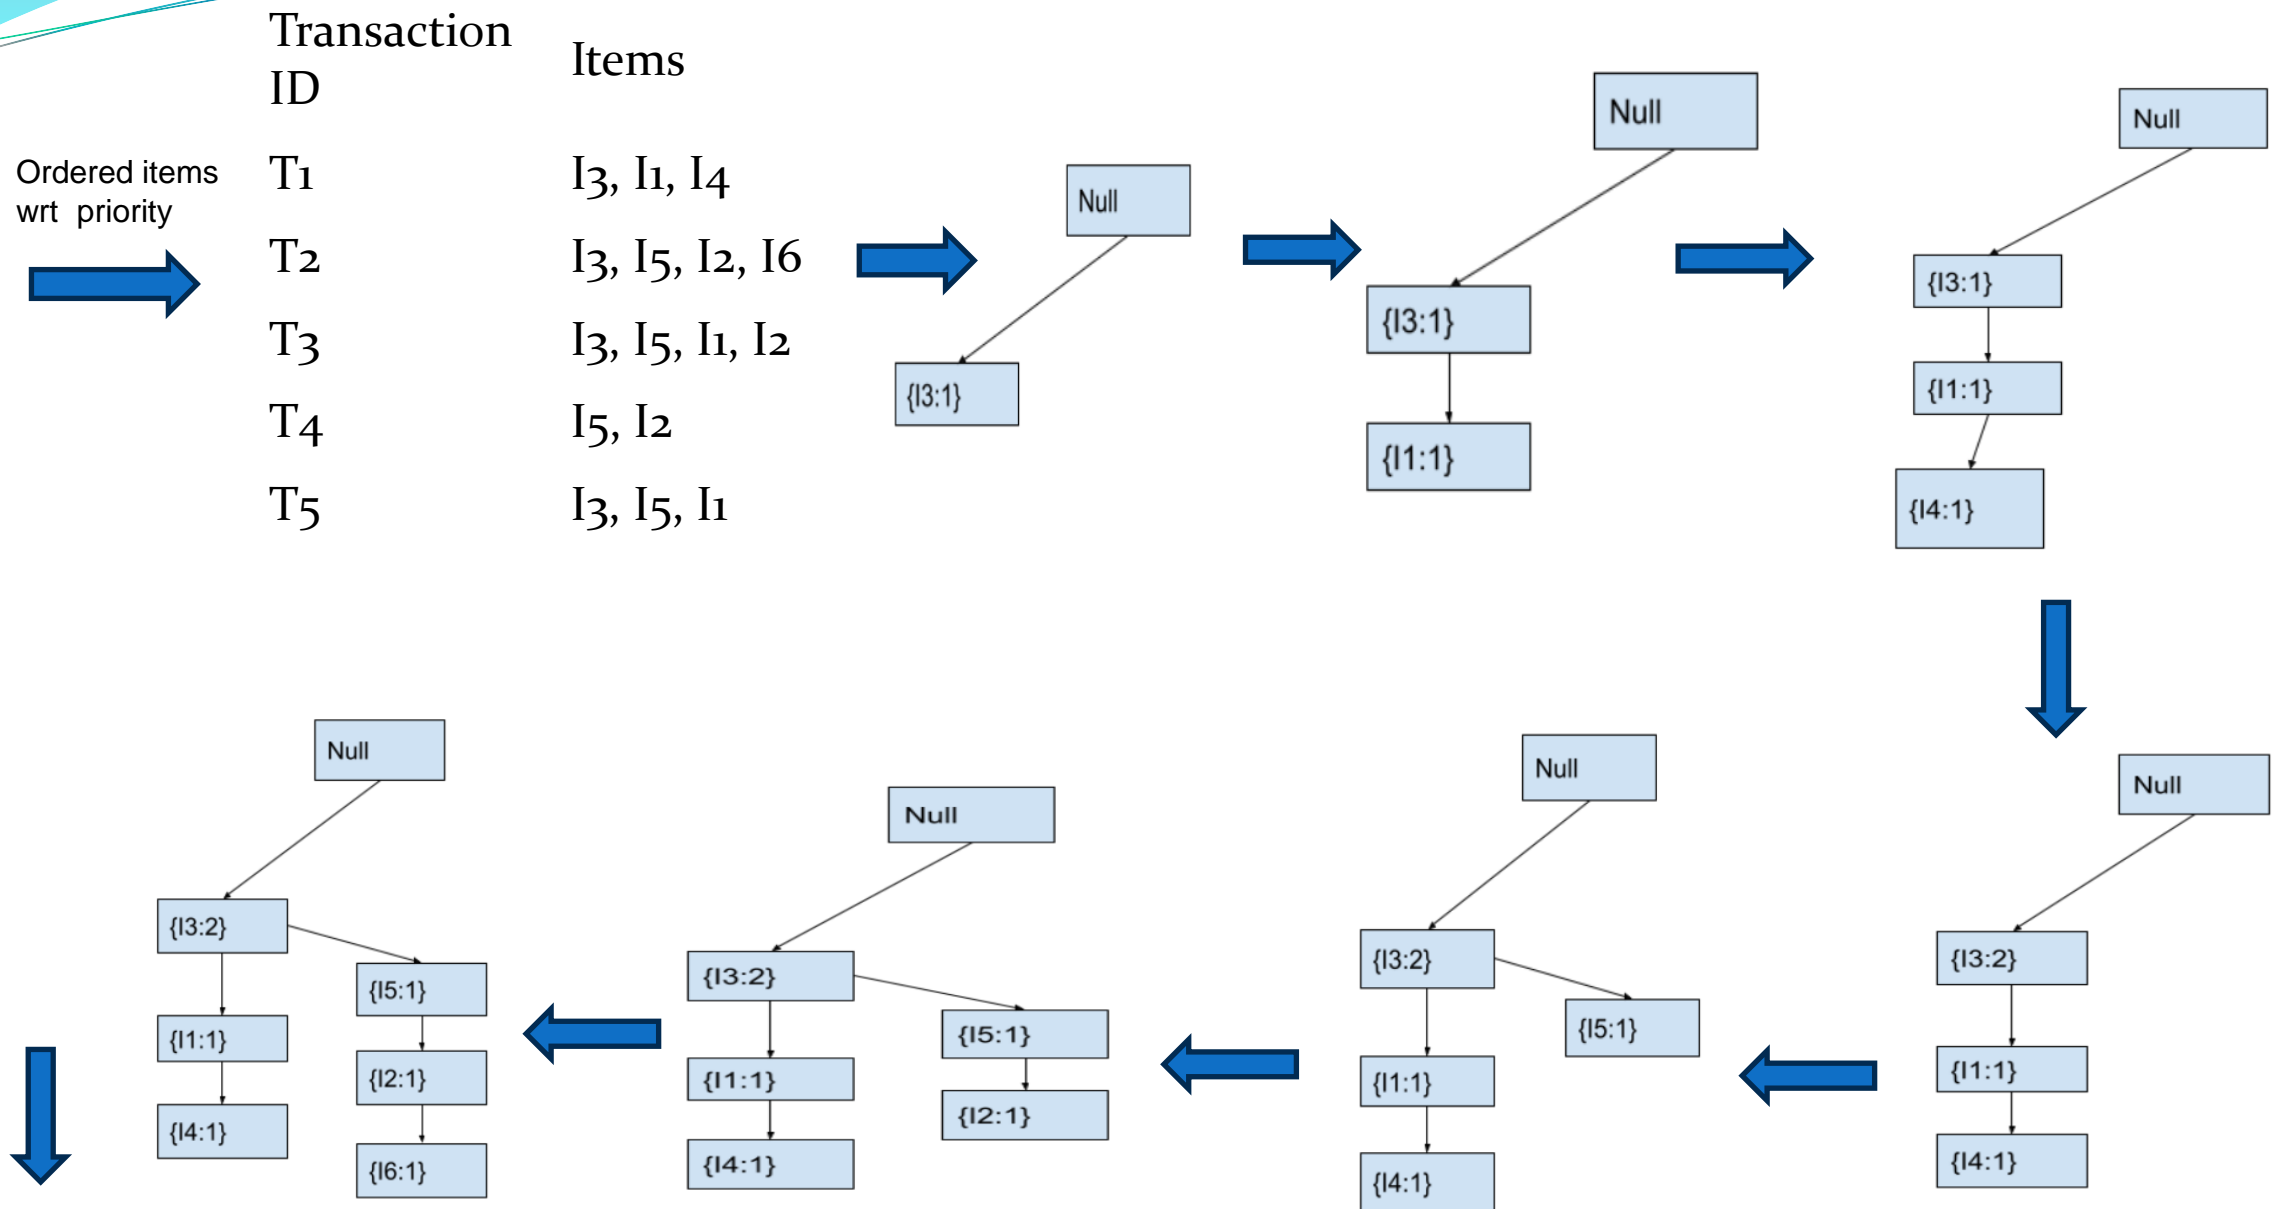 Transaction
ID
Items
Ordered items
wrt priority
T1
I3, I1, I4
T2
I3, I5, I2, I6
T3
I3, I5, I1, I2
T4
I5, I2
T5
I3, I5, I1
Null
{I3:1}
Null
{I3:1}
{I1:1}
Null
{I3:1}
{I1:1}
{I4:1}
Null
{I3:2}
{I1:1}
{I4:1}
Null
{I3:2}
{I5:1}
{I1:1}
{I4:1}
Null
{I3:2}
{I5:1}
{I1:1}
{I2:1}
{I4:1}
Null
{I3:2}
{I5:1}
{I1:1}
{I2:1}
{I4:1}
{I6:1}